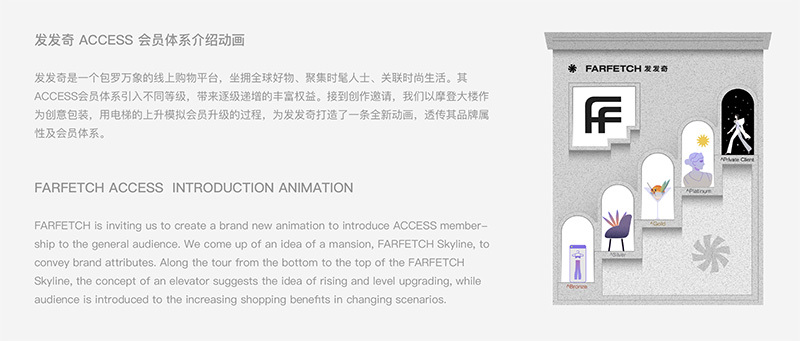 发发奇 ACCESS 会员体系介绍动画
发发奇是一个包罗万象的线上购物平台，坐拥全球好物、聚集时髦人士、关联时尚生活。其
ACCESS会员体系引入不同等级，带来逐级递增的丰富权益。接到创作邀请，我们以摩登大楼作
为创意包装，用电梯的上升模拟会员升级的过程，为发发奇打造了一条全新动画，透传其品牌属
性及会员体系。
FARFETCH ACCESS  INTRODUCTION ANIMATION
FARFETCH is inviting us to create a brand new animation to introduce ACCESS member-
ship to the general audience. We come up of an idea of a mansion, FARFETCH Skyline, to
convey brand attributes. Along the tour from the bottom to the top of the FARFETCH
Skyline, the concept of an elevator suggests the idea of rising and level upgrading, while
audience is introduced to the increasing shopping benefits in changing scenarios.
FARFETCH 发发奇
Private Client
Platinum
Gold
Silver
Bronze